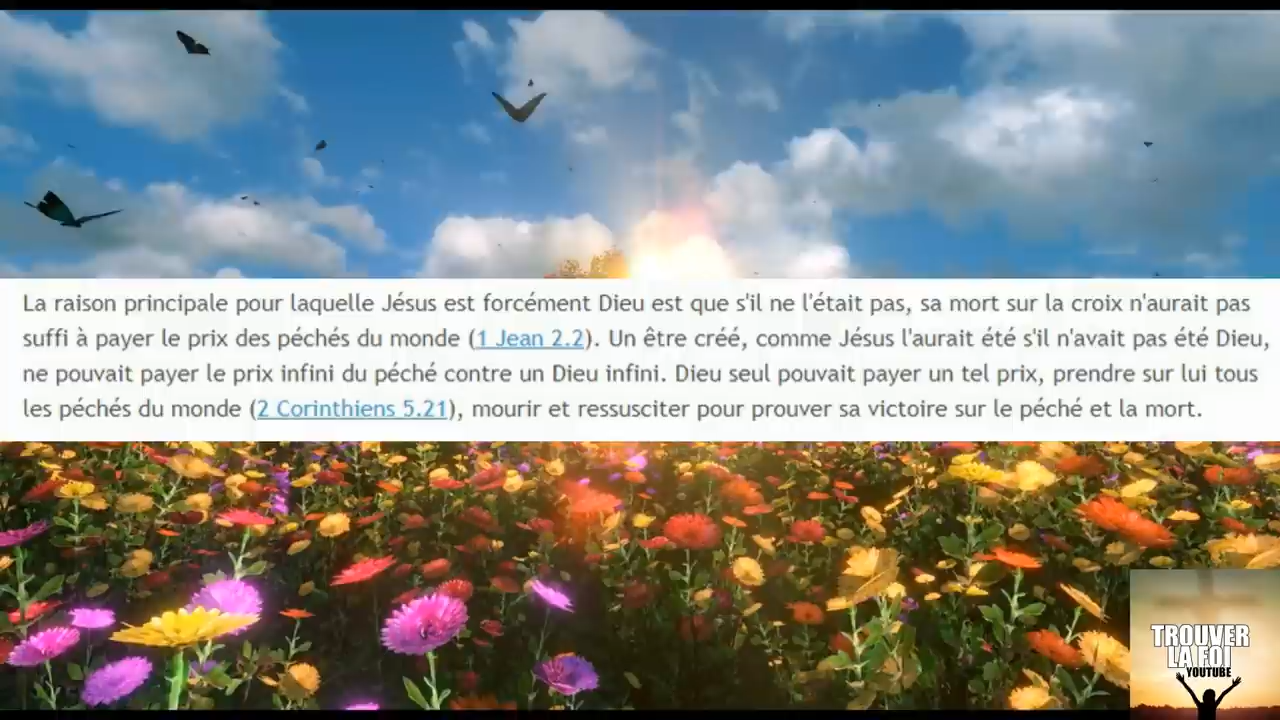 La raison principale pour laquelle Jésus est forcément Dieu est que s'il ne l'était pas, sa mort sur la croix n'aurait pas
suffi à payer le prix des péchés du monde (1 Jean 2.2). Un être créé, comme Jésus l'aurait été s'il n'avait pas été Dieu,
ne pouvait payer le prix infini du péché contre un Dieu infini. Dieu seul pouvait payer un tel prix, prendre sur lui tous
les péchés du monde (2 Corinthiens 5.21), mourir et ressusciter pour prouver sa victoire sur le péché et la mort.
TROUVER
LA FOI
YOUTUBE